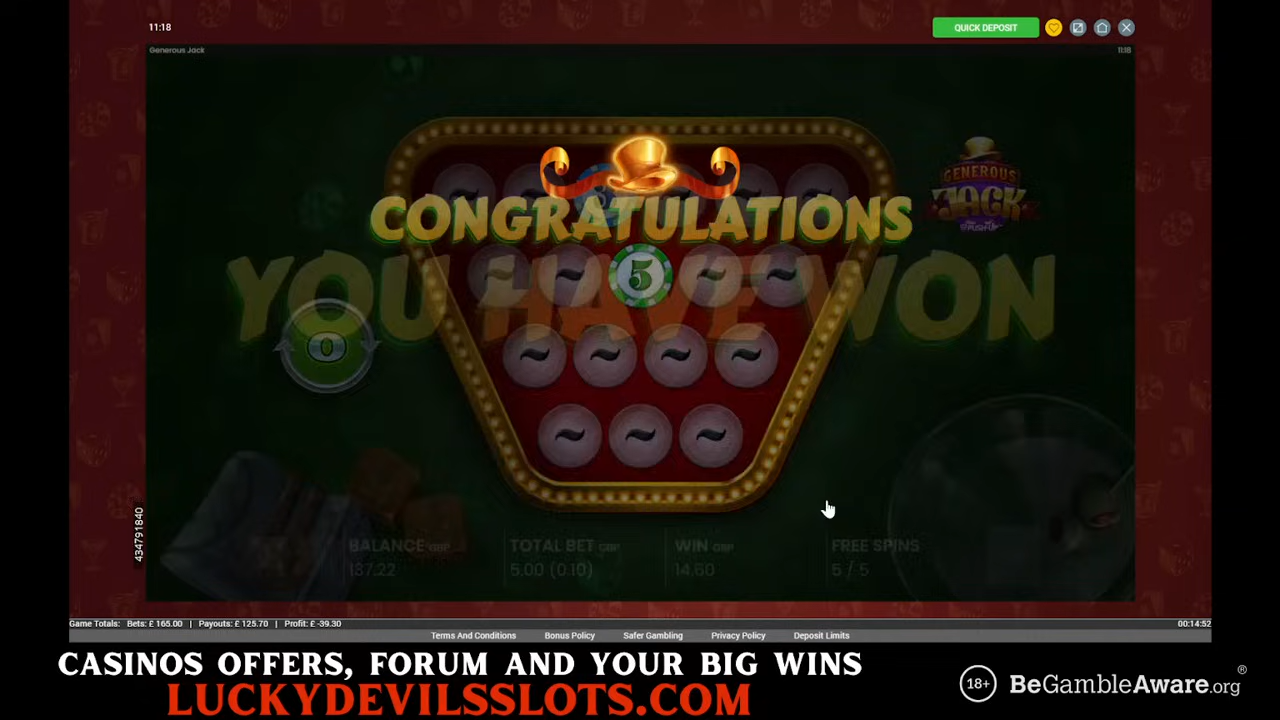 11:18
QUICK DEPOSIT
Generous Jack
11:18
GENEROUS
JACK
CONGRATULATIONS
YOU HAVE WON
5
0
BALANCE GBP
137.22
TOTAL BET GBP
5.00 (0.10)
WIN GBP
14.60
FREE SPINS
5 / 5
434791840
Game Totals: Bets: £ 165.00 | Payouts: £ 125.70 | Profit: £ -39.30
00:14:52
Terms And Conditions
Bonus Policy
Safer Gambling
Privacy Policy
Deposit Limits
CASINOS OFFERS, FORUM AND YOUR BIG WINS
LUCKYDEVILSSLOTS.COM
18+
BeGambleAware.org®